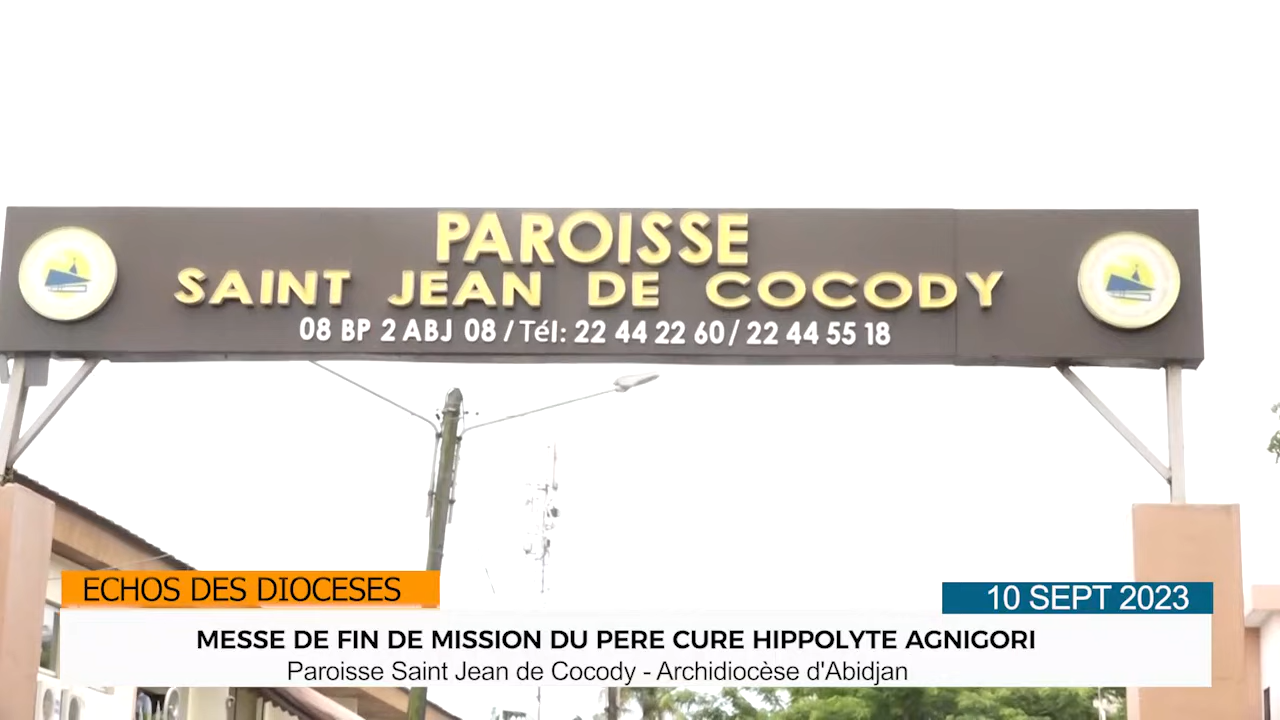 PAROISSE
SAINT JEAN DE COCODY
08 BP 2 ABJ 08 / Tél: 22 44 22 60 / 22 44 55 18
ECHOS DES DIOCESES
10 SEPT 2023
MESSE DE FIN DE MISSION DU PERE CURE HIPPOLYTE AGNIGORI
Paroisse Saint Jean de Cocody - Archidiocèse d'Abidjan